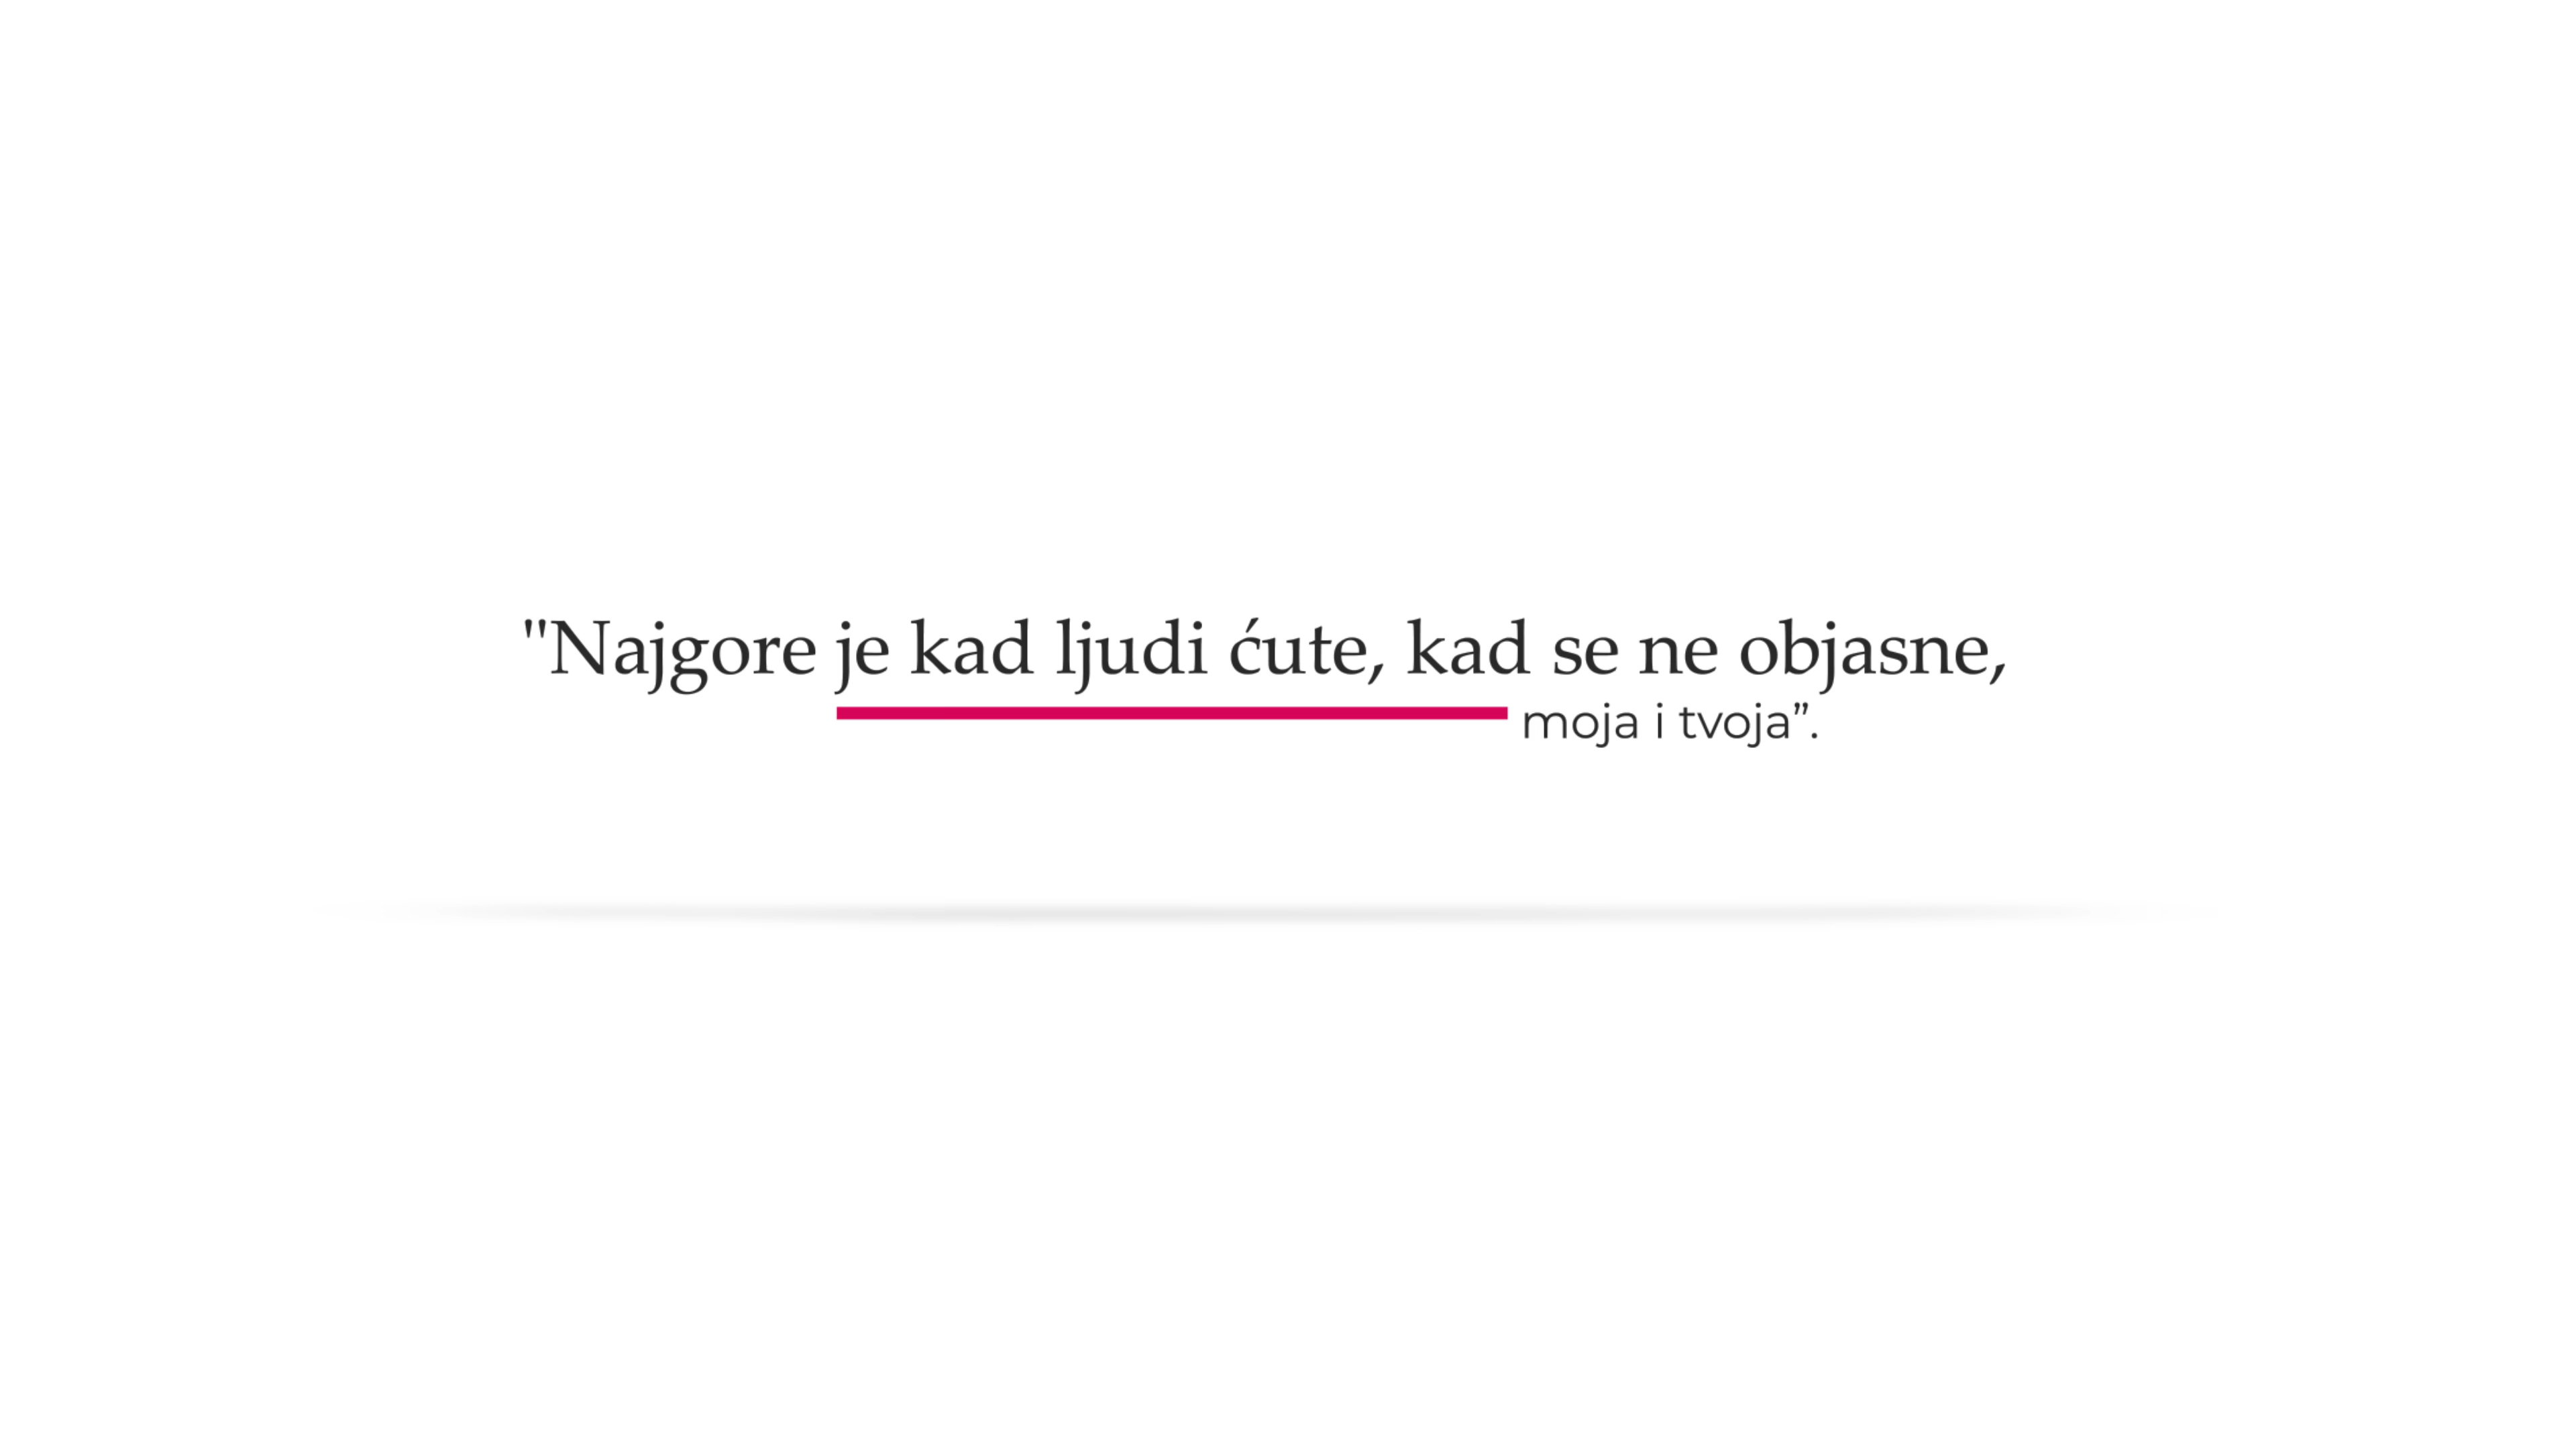 "Najgore je kad ljudi ćute, kad se ne objasne,
moja i tvoja”.